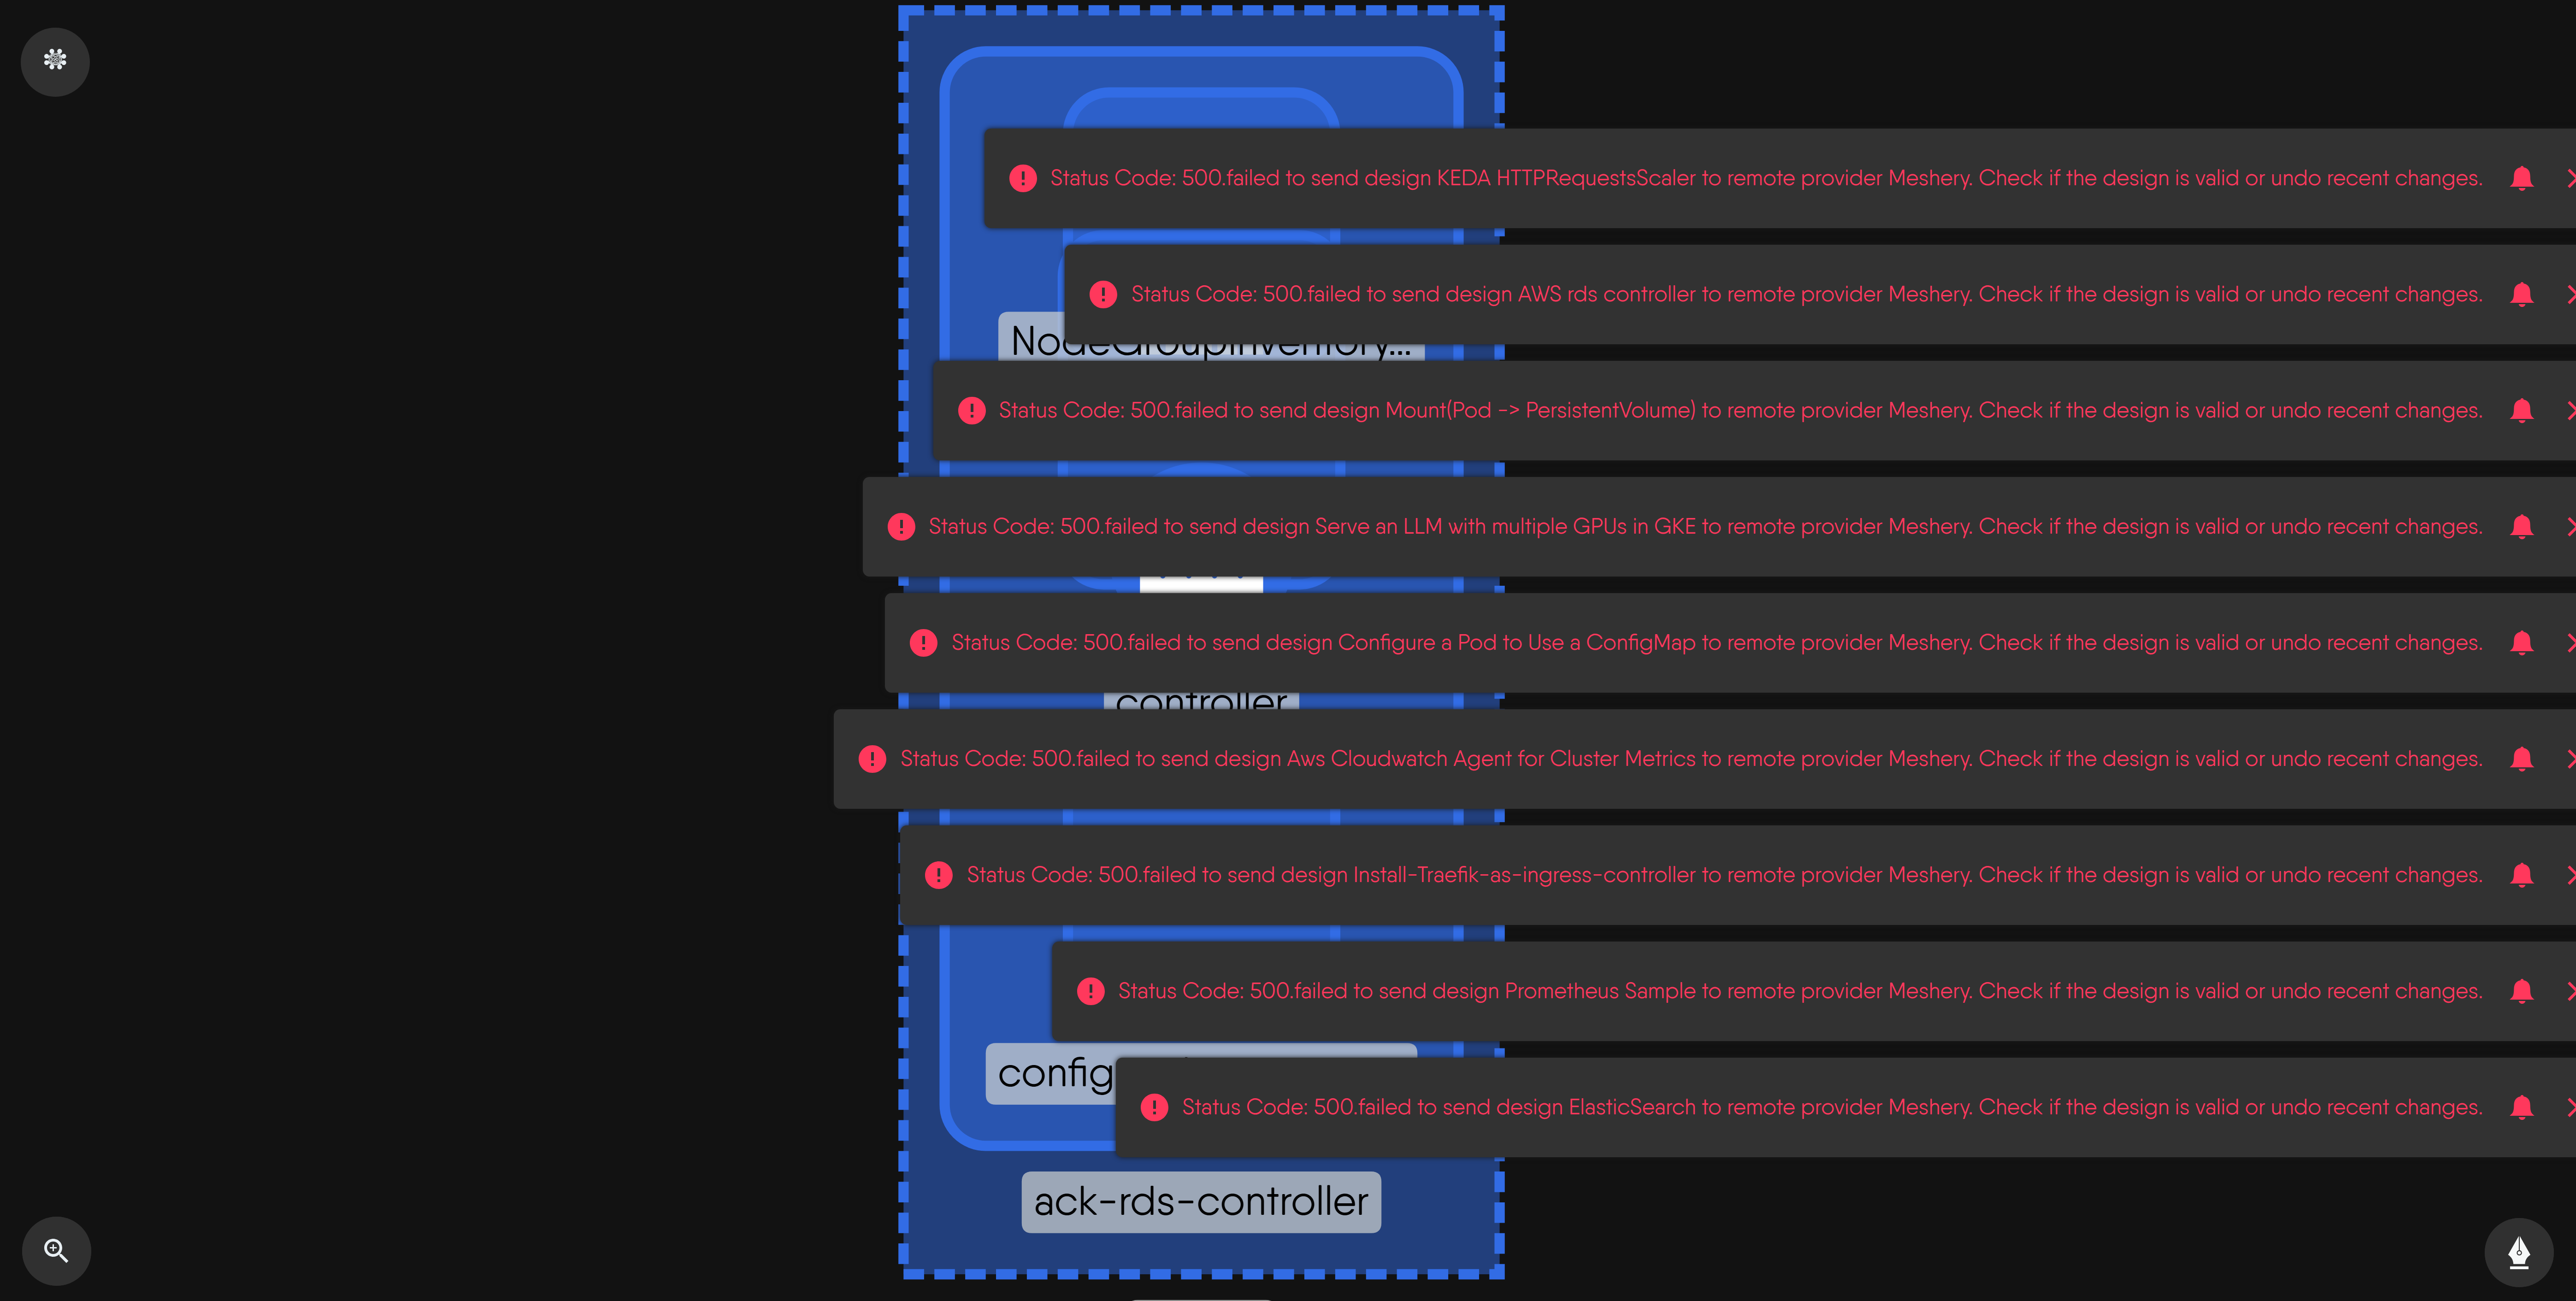 Status Code: 500.failed to send design KEDA HTTPRequestsScaler to remote provider Meshery. Check if the design is valid or undo recent changes.
Status Code: 500.failed to send design AWS rds controller to remote provider Meshery. Check if the design is valid or undo recent changes.
NodeGroupInventory...
Status Code: 500.failed to send design Mount(Pod -> PersistentVolume) to remote provider Meshery. Check if the design is valid or undo recent changes.
Status Code: 500.failed to send design Serve an LLM with multiple GPUs in GKE to remote provider Meshery. Check if the design is valid or undo recent changes.
Status Code: 500.failed to send design Configure a Pod to Use a ConfigMap to remote provider Meshery. Check if the design is valid or undo recent changes.
controller
Status Code: 500.failed to send design Aws Cloudwatch Agent for Cluster Metrics to remote provider Meshery. Check if the design is valid or undo recent changes.
Status Code: 500.failed to send design Install-Traefik-as-ingress-controller to remote provider Meshery. Check if the design is valid or undo recent changes.
Status Code: 500.failed to send design Prometheus Sample to remote provider Meshery. Check if the design is valid or undo recent changes.
config
Status Code: 500.failed to send design ElasticSearch to remote provider Meshery. Check if the design is valid or undo recent changes.
ack-rds-controller